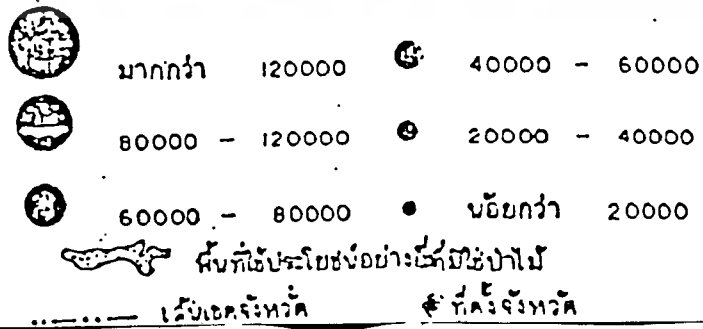 มากกว่า 120000 40000 - 60000
80000 - 120000 20000 - 40000
60000 - 80000 น้อยกว่า 20000
พื้นที่ใช้ประโยชน์อย่างอื่นที่มิใช่ป่าไม้
เส้นเขตจังหวัด ที่ตั้งจังหวัด